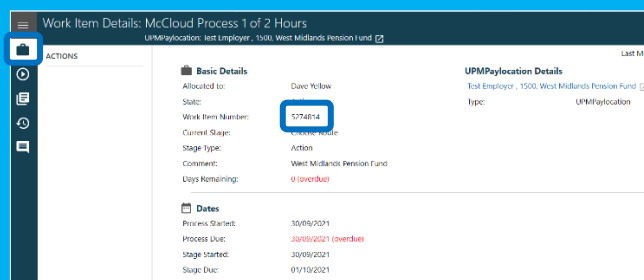 Work Item Details: McCloud Process 1 of 2 Hours
UPMPaylocation: Test Employer , 1500, West Midlands Pension Fund
Last M
ACTIONS
Basic Details
UPMPaylocation Details
Allocated to: Dave Yellow
Test Employer , 1500, West Midlands Pension Fund
State:
Type: UPMPaylocation
Work Item Number: 5274814
Current Stage: Choose Route
Stage Type: Action
Comment: West Midlands Pension Fund
Days Remaining: 0 (overdue)
Dates
Process Started: 30/09/2021
Process Due: 30/09/2021 (overdue)
Stage Started: 30/09/2021
Stage Due: 01/10/2021